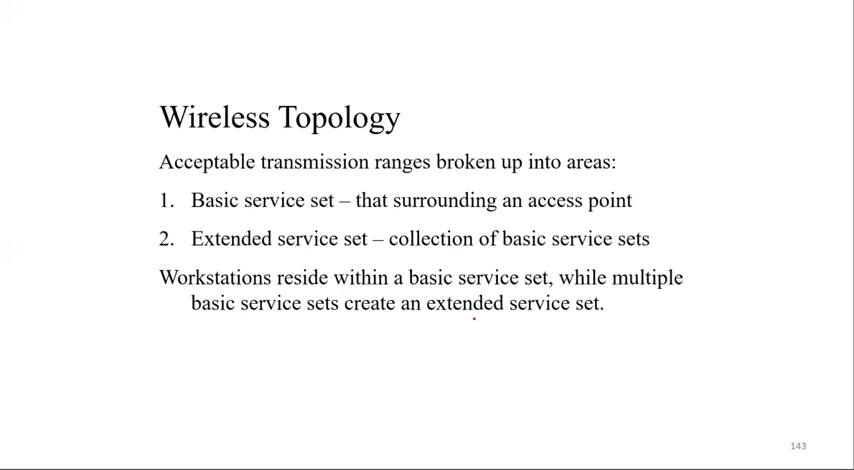 Wireless Topology
Acceptable transmission ranges broken up into areas:
1. Basic service set – that surrounding an access point
2. Extended service set – collection of basic service sets
Workstations reside within a basic service set, while multiple
basic service sets create an extended service set.
143